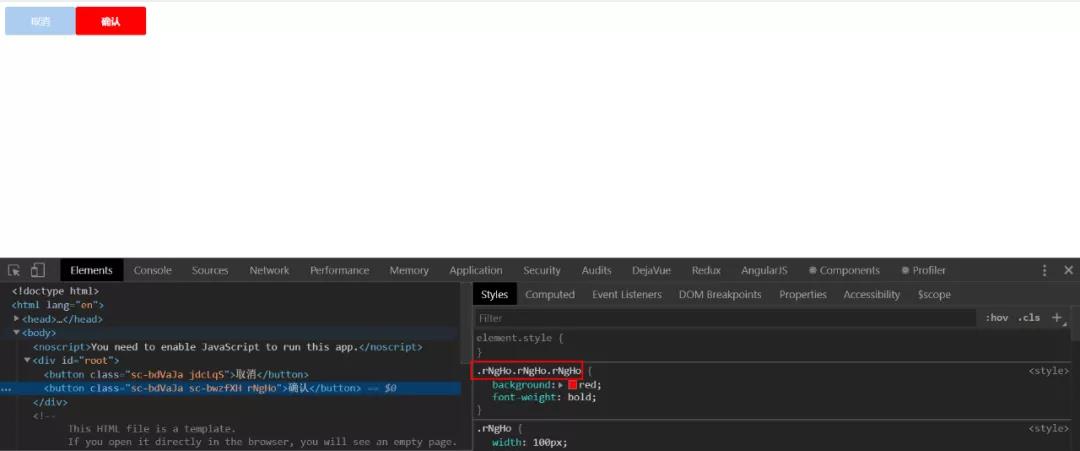 取消 确认
Elements Console Sources Network Performance Memory Application Security Audits DejaVue Redux AngularJS Components Profiler
<!doctype html>
<html lang="en">
<head>…</head>
<body>
<noscript>You need to enable JavaScript to run this app.</noscript>
<div id="root">
<button class="sc-bdVaJa jdcLqS">取消</button>
... <button class="sc-bdVaJa sc-bwzfXH rNgHo">确认</button> == $0
</div>
<!--
This HTML file is a template.
If you open it directly in the browser, you will see an empty page.
Styles Computed Event Listeners DOM Breakpoints Properties Accessibility $scope
Filter :hov .cls +
element.style {
}
.rNgHo.rNgHo.rNgHo { <style>
background: red;
font-weight: bold;
}
.rNgHo { <style>
width: 100px;